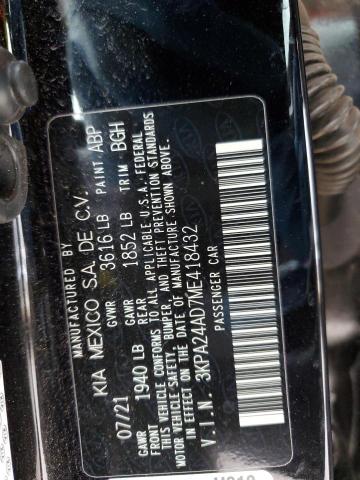 MANUFACTURED BY
KIA MEXICO S.A. DE C.V.
07/21 GVWR 3616 LB PAINT ABP
GAWR FRONT 1940 LB GAWR REAR 1852 LB TRIM BGH
THIS VEHICLE CONFORMS TO ALL APPLICABLE U.S.A. FEDERAL
MOTOR VEHICLE SAFETY, BUMPER, AND THEFT PREVENTION STANDARDS
IN EFFECT ON THE DATE OF MANUFACTURE SHOWN ABOVE.
V.I.N. 3KPA24AD7ME418432
PASSENGER CAR